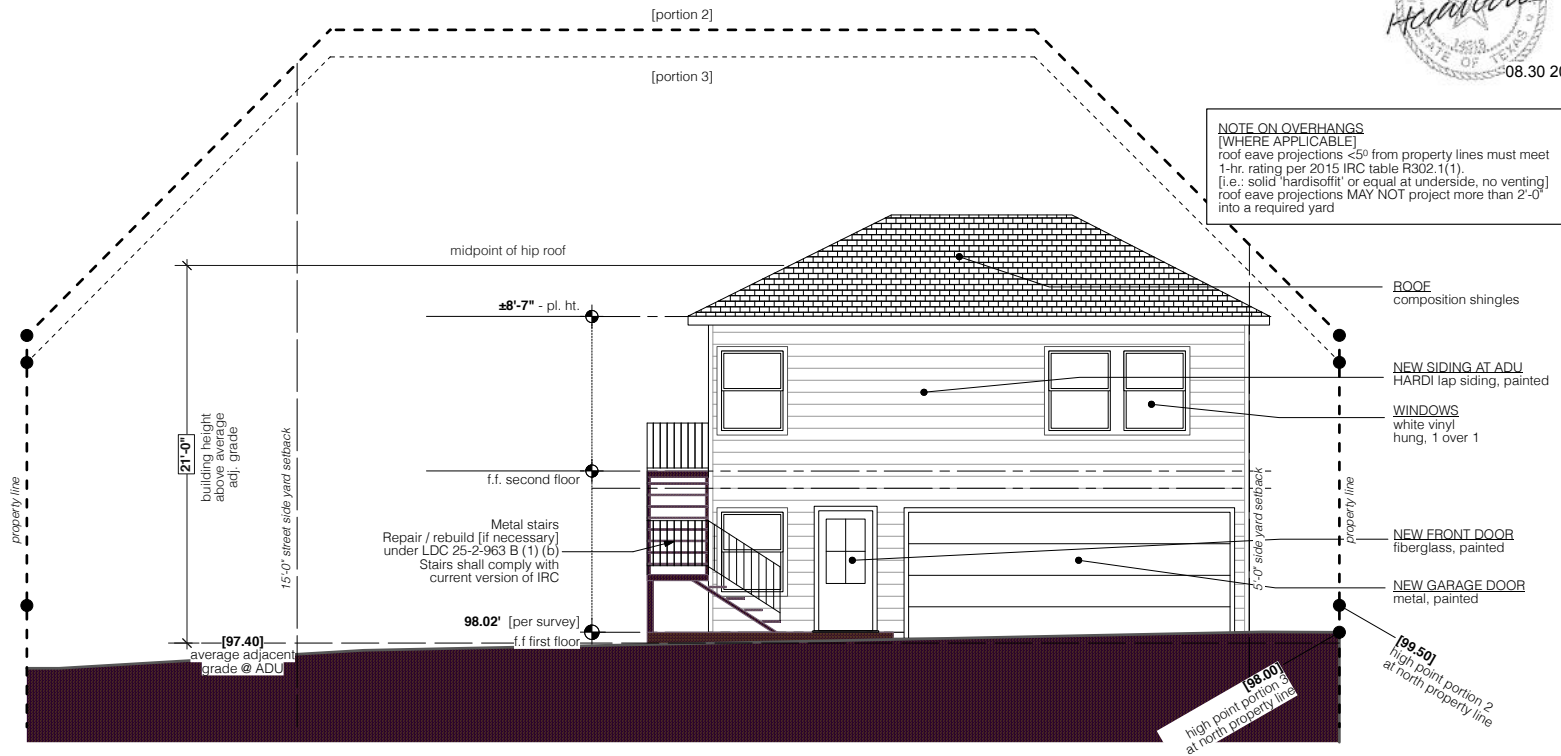 [portion 2]
[portion 3]
14919
STATE OF TEXAS
08.30 20
NOTE ON OVERHANGS
[WHERE APPLICABLE]
roof eave projections <5⁰ from property lines must meet
1-hr. rating per 2015 IRC table R302.1(1).
[i.e.: solid 'hardisoffit' or equal at underside, no venting]
roof eave projections MAY NOT project more than 2'-0"
into a required yard
midpoint of hip roof
±8'-7" - pl. ht.
ROOF
composition shingles
NEW SIDING AT ADU
HARDI lap siding, painted
WINDOWS
white vinyl
hung, 1 over 1
21'-0"
building height
above average
adj. grade
15'-0" street side yard setback
property line
f.f. second floor
Metal stairs
Repair / rebuild [if necessary]
under LDC 25-2-963 B (1) (b)
Stairs shall comply with
current version of IRC
5'-0" side yard setback
property line
NEW FRONT DOOR
fiberglass, painted
NEW GARAGE DOOR
metal, painted
98.02' [per survey]
f.f first floor
[97.40]
average adjacent
grade @ ADU
[99.50]
high point portion 2
at north property line
[98.00]
high point portion 3
at north property line